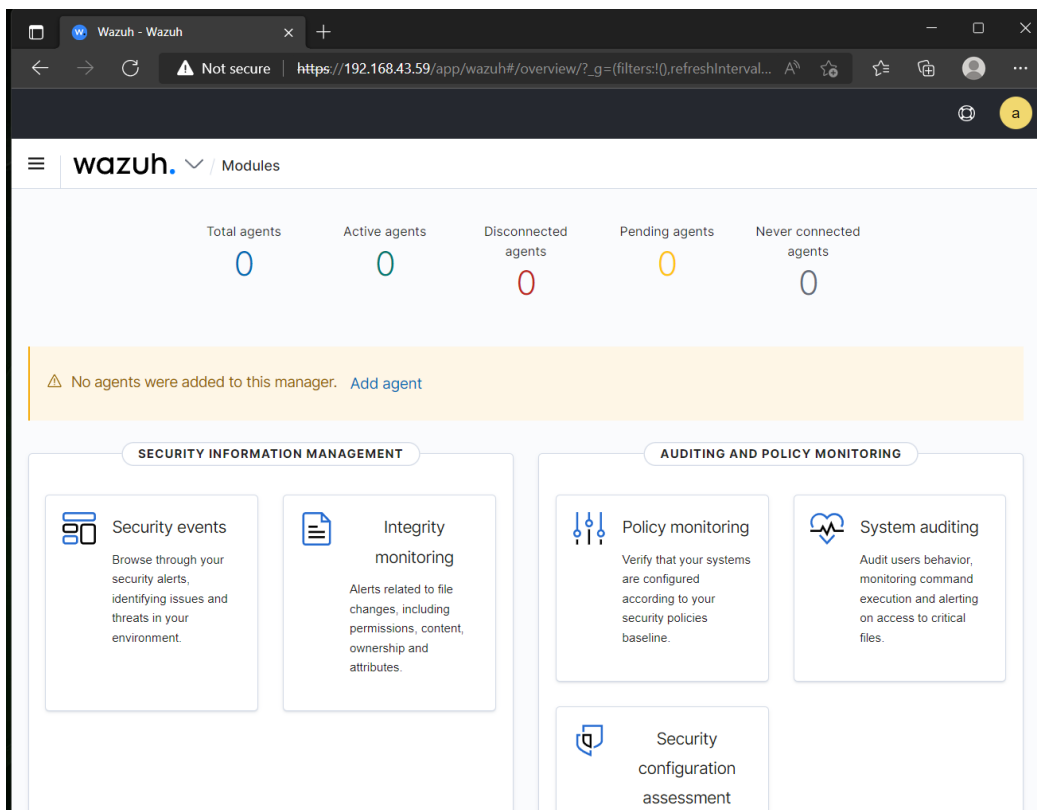 Wazuh - Wazuh
Not secure | https://192.168.43.59/app/wazuh#/overview/?_g=(filters:!(),refreshInterval...
a
wazuh. / Modules
Total agents
0
Active agents
0
Disconnected
agents
0
Pending agents
0
Never connected
agents
0
No agents were added to this manager. Add agent
SECURITY INFORMATION MANAGEMENT
Security events
Browse through your
security alerts,
identifying issues and
threats in your
environment.
Integrity
monitoring
Alerts related to file
changes, including
permissions, content,
ownership and
attributes.
AUDITING AND POLICY MONITORING
Policy monitoring
Verify that your systems
are configured
according to your
security policies
baseline.
System auditing
Audit users behavior,
monitoring command
execution and alerting
on access to critical
files.
Security
configuration
assessment